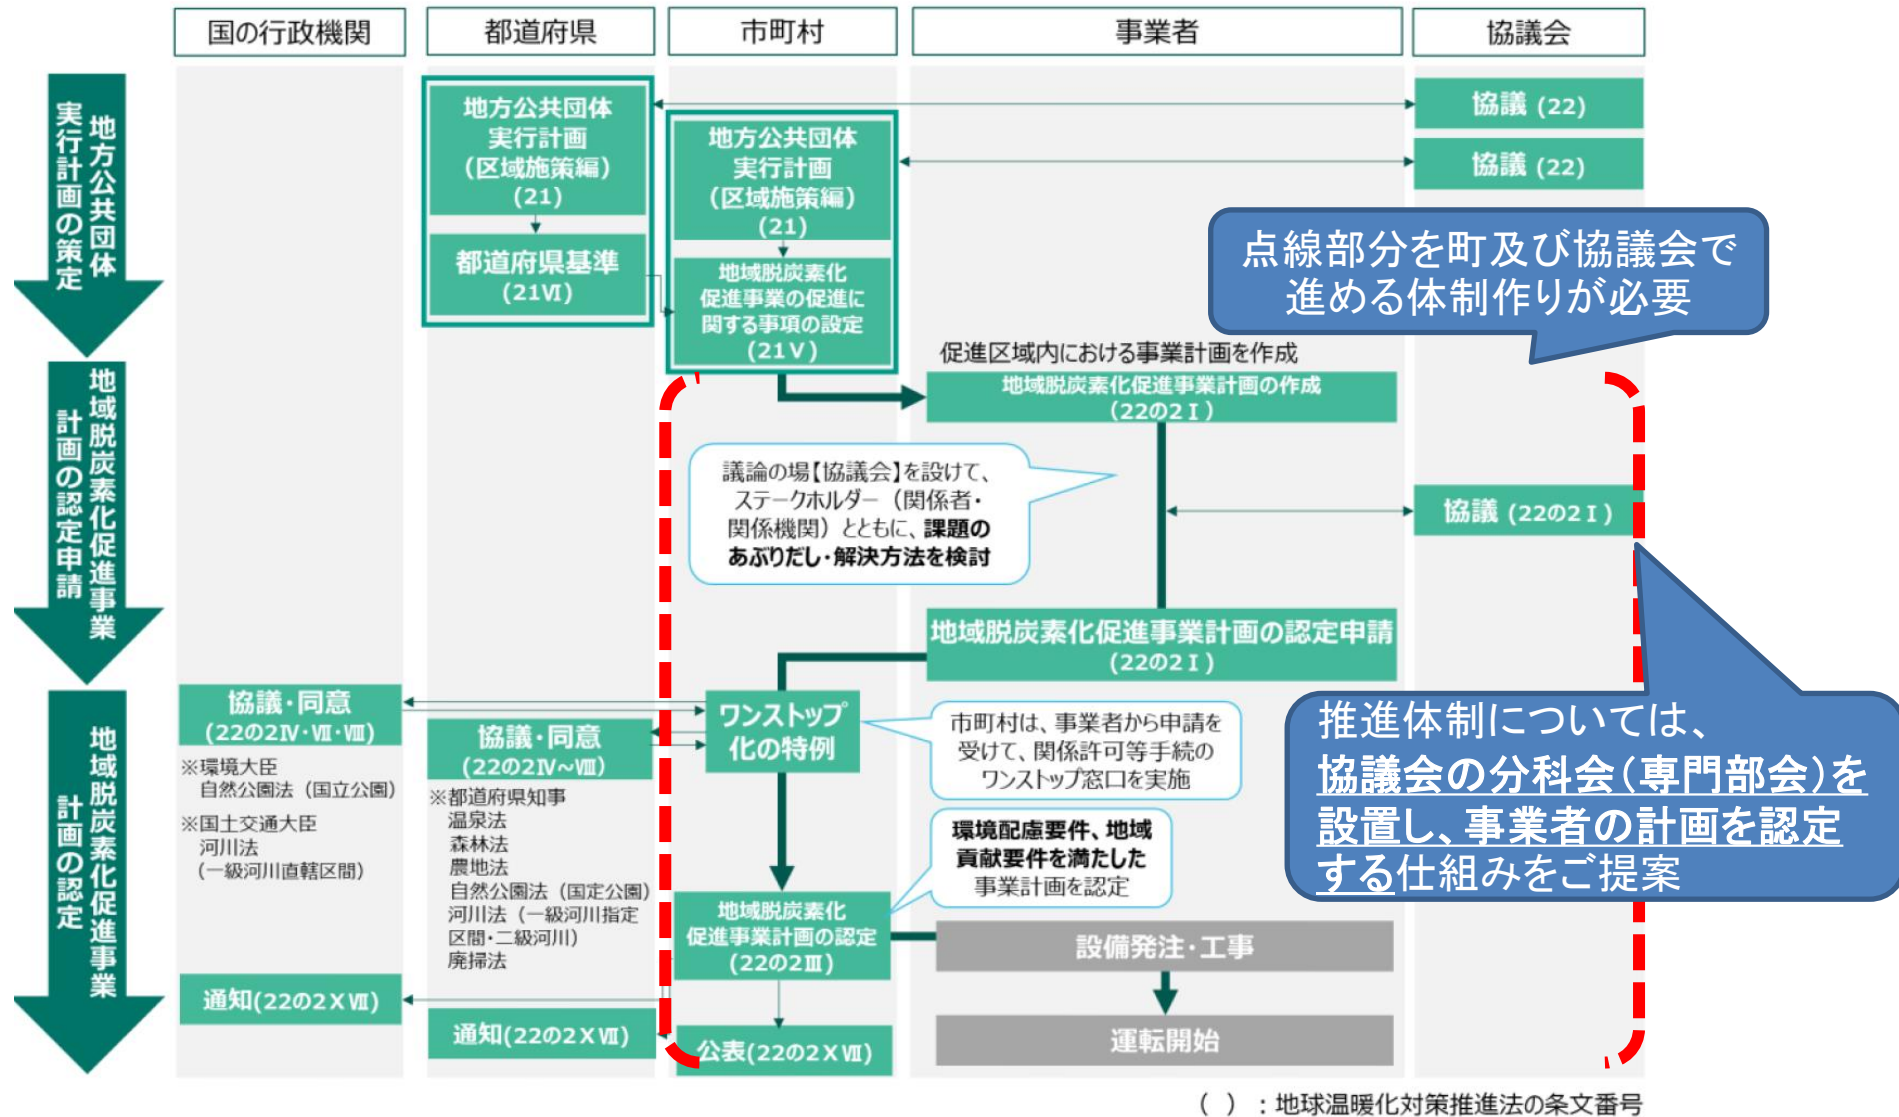 国の行政機関
都道府県
市町村
事業者
協議会
地方公共団体
実行計画の策定
地方公共団体
実行計画
(区域施策編)
(21)
都道府県基準
(21Ⅵ)
地方公共団体
実行計画
(区域施策編)
(21)
地域脱炭素化
促進事業の促進に
関する事項の設定
(21Ⅴ)
協議 (22)
協議 (22)
点線部分を町及び協議会で
進める体制作りが必要
地域脱炭素化促進事業
計画の認定申請
促進区域内における事業計画を作成
地域脱炭素化促進事業計画の作成
(22の2Ⅰ)
議論の場【協議会】を設けて、
ステークホルダー（関係者・
関係機関）とともに、課題の
あぶりだし・解決方法を検討
協議 (22の2Ⅰ)
地域脱炭素化促進事業計画の認定申請
(22の2Ⅰ)
地域脱炭素化促進事業
計画の認定
協議・同意
(22の2Ⅳ・Ⅶ・Ⅷ)
※環境大臣
自然公園法（国立公園）
※国土交通大臣
河川法
(一級河川直轄区間)
協議・同意
(22の2Ⅳ～Ⅷ)
※都道府県知事
温泉法
森林法
農地法
自然公園法（国定公園）
河川法（一級河川指定
区間・二級河川）
廃掃法
ワンストップ
化の特例
市町村は、事業者から申請を
受けて、関係許可等手続の
ワンストップ窓口を実施
環境配慮要件、地域
貢献要件を満たした
事業計画を認定
推進体制については、
協議会の分科会（専門部会）を
設置し、事業者の計画を認定
する仕組みをご提案
地域脱炭素化
促進事業計画の認定
(22の2Ⅲ)
設備発注・工事
運転開始
通知(22の2ⅩⅦ)
通知(22の2ⅩⅦ)
公表(22の2ⅩⅦ)
（ ）：地球温暖化対策推進法の条文番号